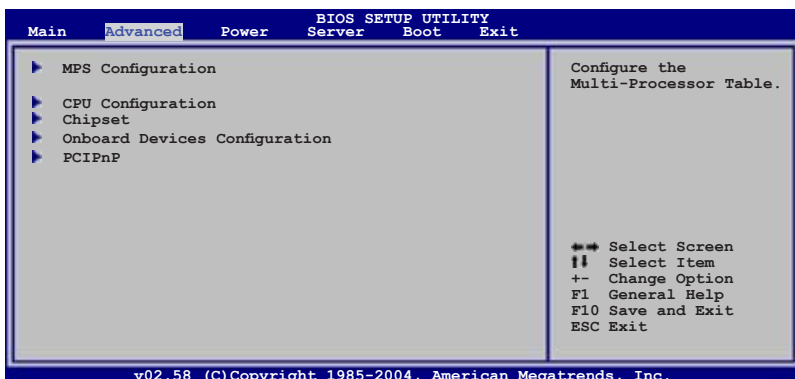 BIOS SETUP UTILITY
Main Advanced Power Server Boot Exit
MPS Configuration
CPU Configuration
Chipset
Onboard Devices Configuration
PCIPnP
Configure the
Multi-Processor Table.
Select Screen
Select Item
+- Change Option
F1 General Help
F10 Save and Exit
ESC Exit
v02.58 (C)Copyright 1985-2004, American Megatrends, Inc.